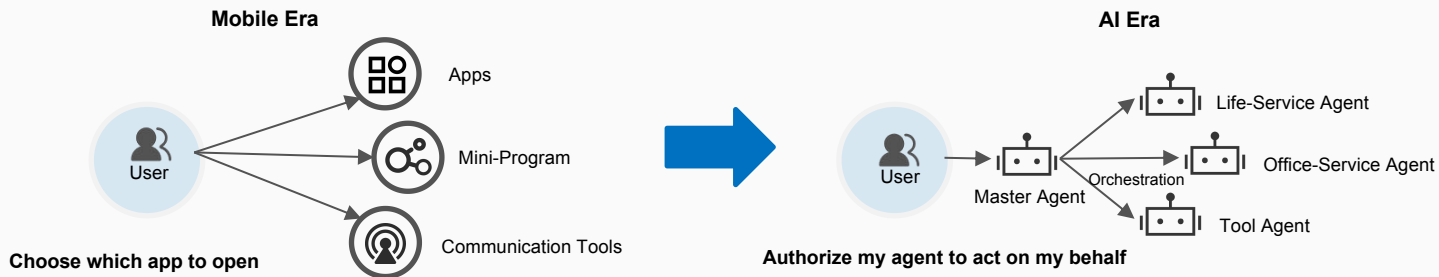 Mobile Era
Apps
User
Mini-Program
Communication Tools
Choose which app to open
AI Era
Life-Service Agent
User
Master Agent
Orchestration
Office-Service Agent
Tool Agent
Authorize my agent to act on my behalf